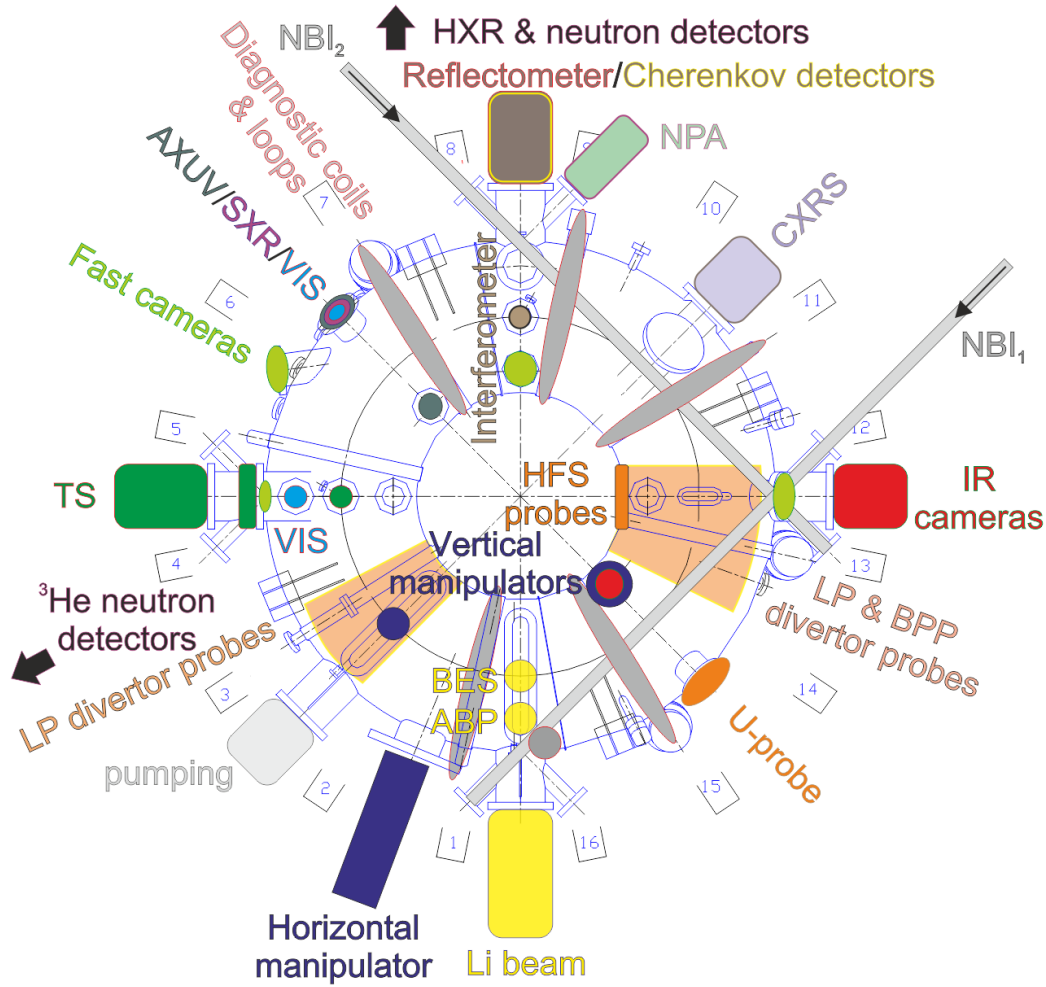 NBI₂
HXR & neutron detectors
Reflectometer/Cherenkov detectors
Diagnostic coils
& loops
NPA
AXUV/SXR/VIS
CXRS
Fast cameras
Interferometer
NBI₁
8
7
10
6
11
5
12
TS
HFS
probes
IR
cameras
VIS
Vertical
manipulators
4
13
³He neutron
detectors
LP & BPP
divertor probes
LP divertor probes
BES
ABP
3
14
U-probe
pumping
2
15
1
16
Horizontal
manipulator
Li beam